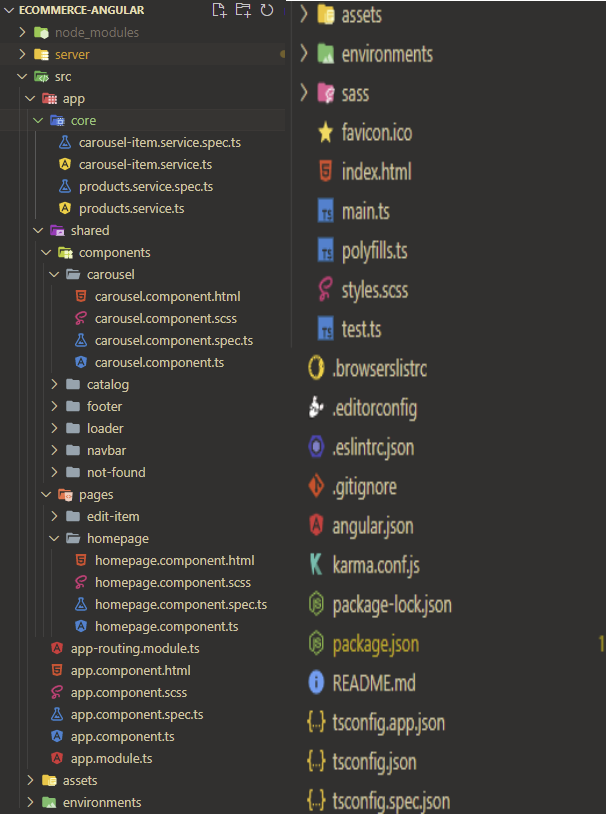 ECOMMERCE-ANGULAR
node_modules
server
src
app
core
carousel-item.service.spec.ts
carousel-item.service.ts
products.service.spec.ts
products.service.ts
shared
components
carousel
carousel.component.html
carousel.component.scss
carousel.component.spec.ts
carousel.component.ts
catalog
footer
loader
navbar
not-found
pages
edit-item
homepage
homepage.component.html
homepage.component.scss
homepage.component.spec.ts
homepage.component.ts
app-routing.module.ts
app.component.html
app.component.scss
app.component.spec.ts
app.component.ts
app.module.ts
assets
environments
assets
environments
sass
favicon.ico
index.html
TS main.ts
TS polyfills.ts
styles.scss
TS test.ts
.browserslistrc
.editorconfig
.eslintrc.json
.gitignore
angular.json
karma.conf.js
package-lock.json
package.json 1
README.md
{..} tsconfig.app.json
{..} tsconfig.json
{..} tsconfig.spec.json